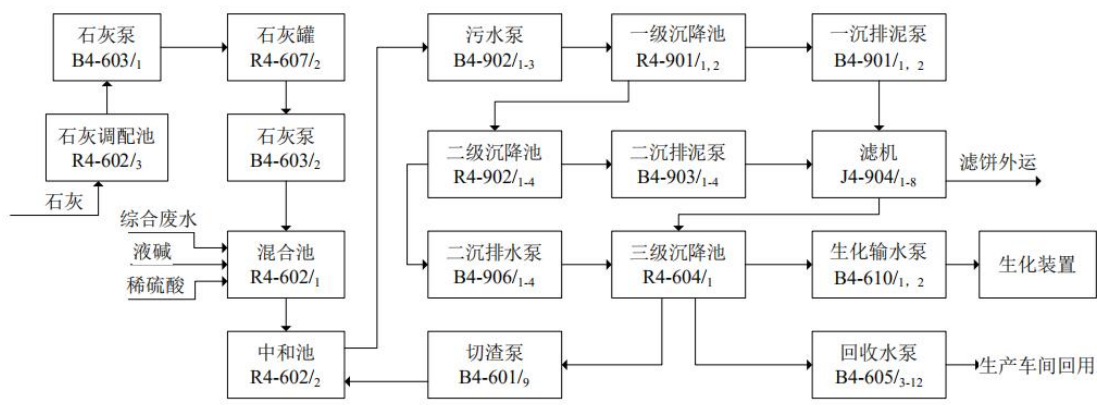 石灰泵
B4-603/1
石灰罐
R4-607/2
污水泵
B4-902/1-3
一级沉降池
R4-901/1, 2
一沉排泥泵
B4-901/1，2
石灰调配池
R4-602/3
石灰泵
B4-603/2
二级沉降池
R4-902/1-4
二沉排泥泵
B4-903/1-4
滤机
J4-904/1-8
滤饼外运
石灰
综合废水
液碱
稀硫酸
混合池
R4-602/1
二沉排水泵
B4-906/1-4
三级沉降池
R4-604/1
生化输水泵
B4-610/1，2
生化装置
中和池
R4-602/2
切渣泵
B4-601/9
回收水泵
B4-605/3-12
生产车间回用